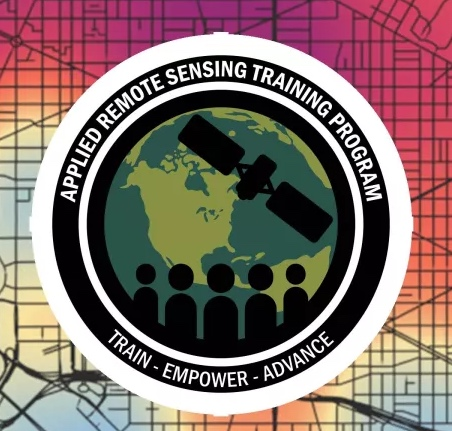 APPLIED REMOTE SENSING TRAINING PROGRAM
TRAIN - EMPOWER - ADVANCE